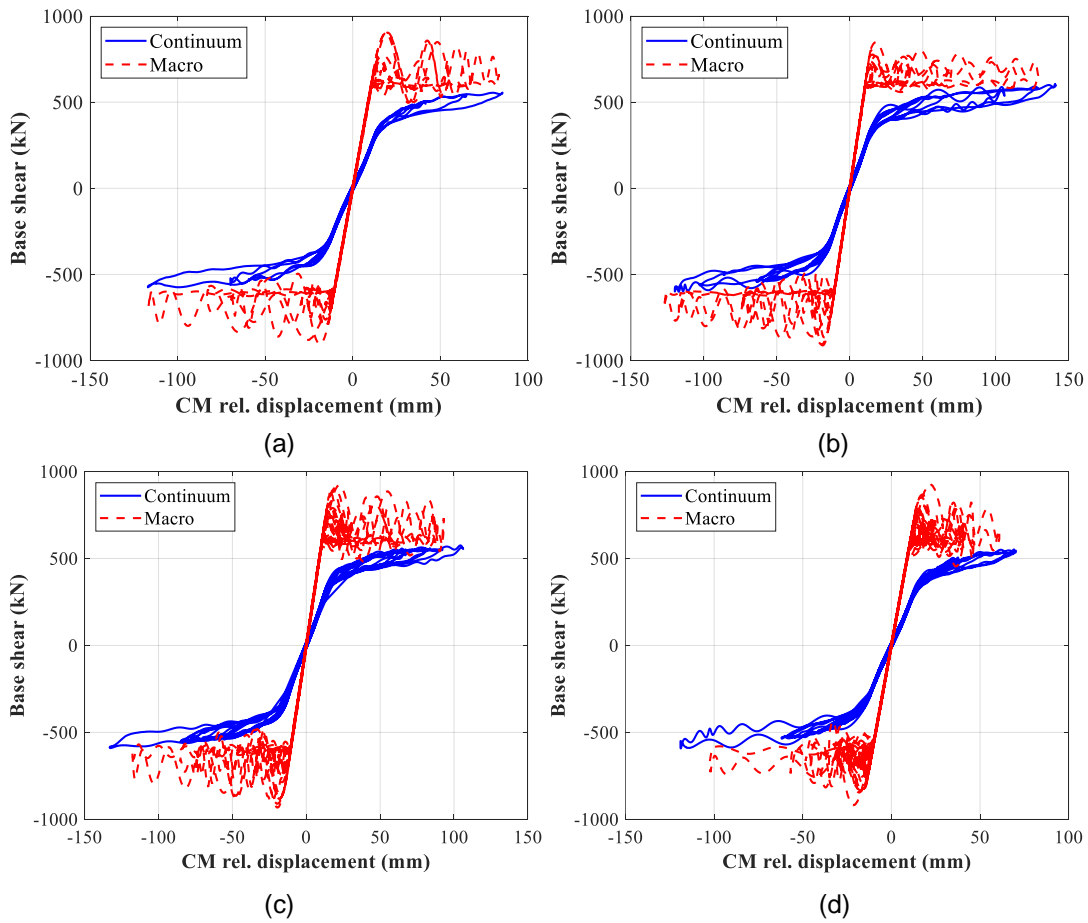 1000
500
0
-500
-1000
Base shear (kN)
Continuum
Macro
-150 -100 -50 0 50 100
CM rel. displacement (mm)
(a)
1000
500
0
-500
-1000
Base shear (kN)
Continuum
Macro
-150 -100 -50 0 50 100 150
CM rel. displacement (mm)
(b)
1000
500
0
-500
-1000
Base shear (kN)
Continuum
Macro
-150 -100 -50 0 50 100 150
CM rel. displacement (mm)
(c)
1000
500
0
-500
-1000
Base shear (kN)
Continuum
Macro
-150 -100 -50 0 50 100
CM rel. displacement (mm)
(d)